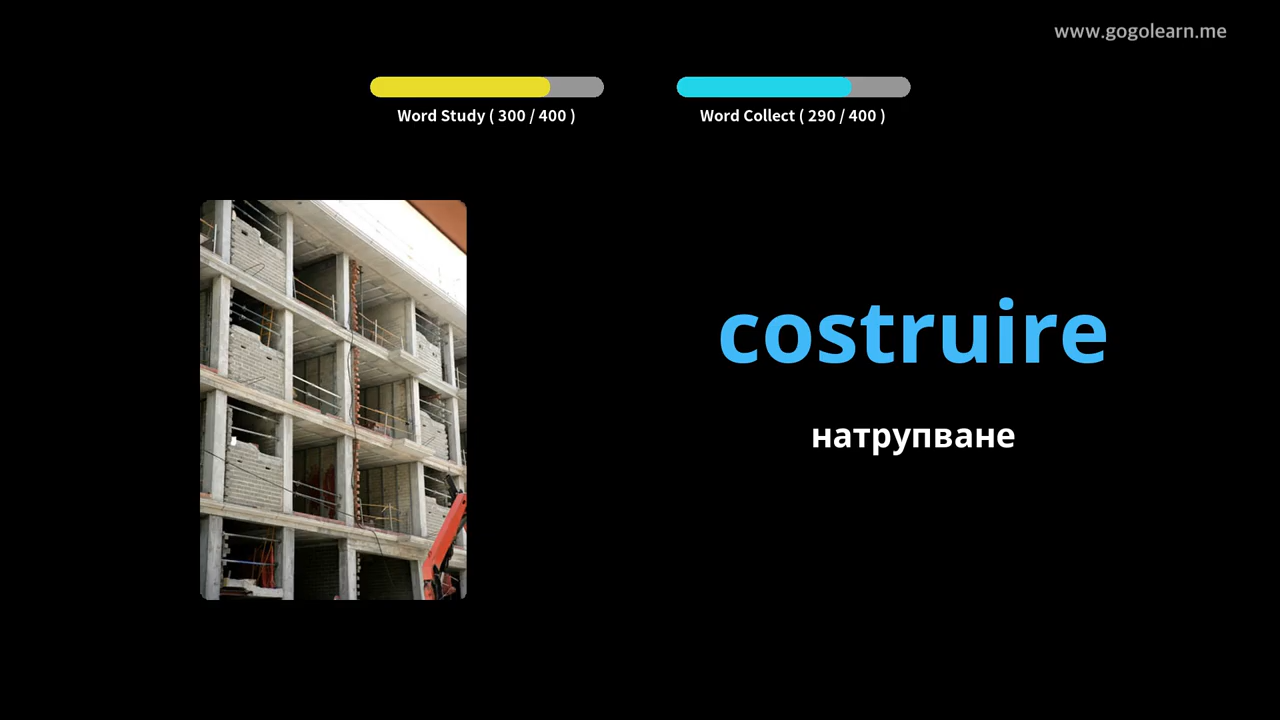 www.gogolearn.me
Word Study ( 300 / 400 )
Word Collect ( 290 / 400 )
costruire
натрупване